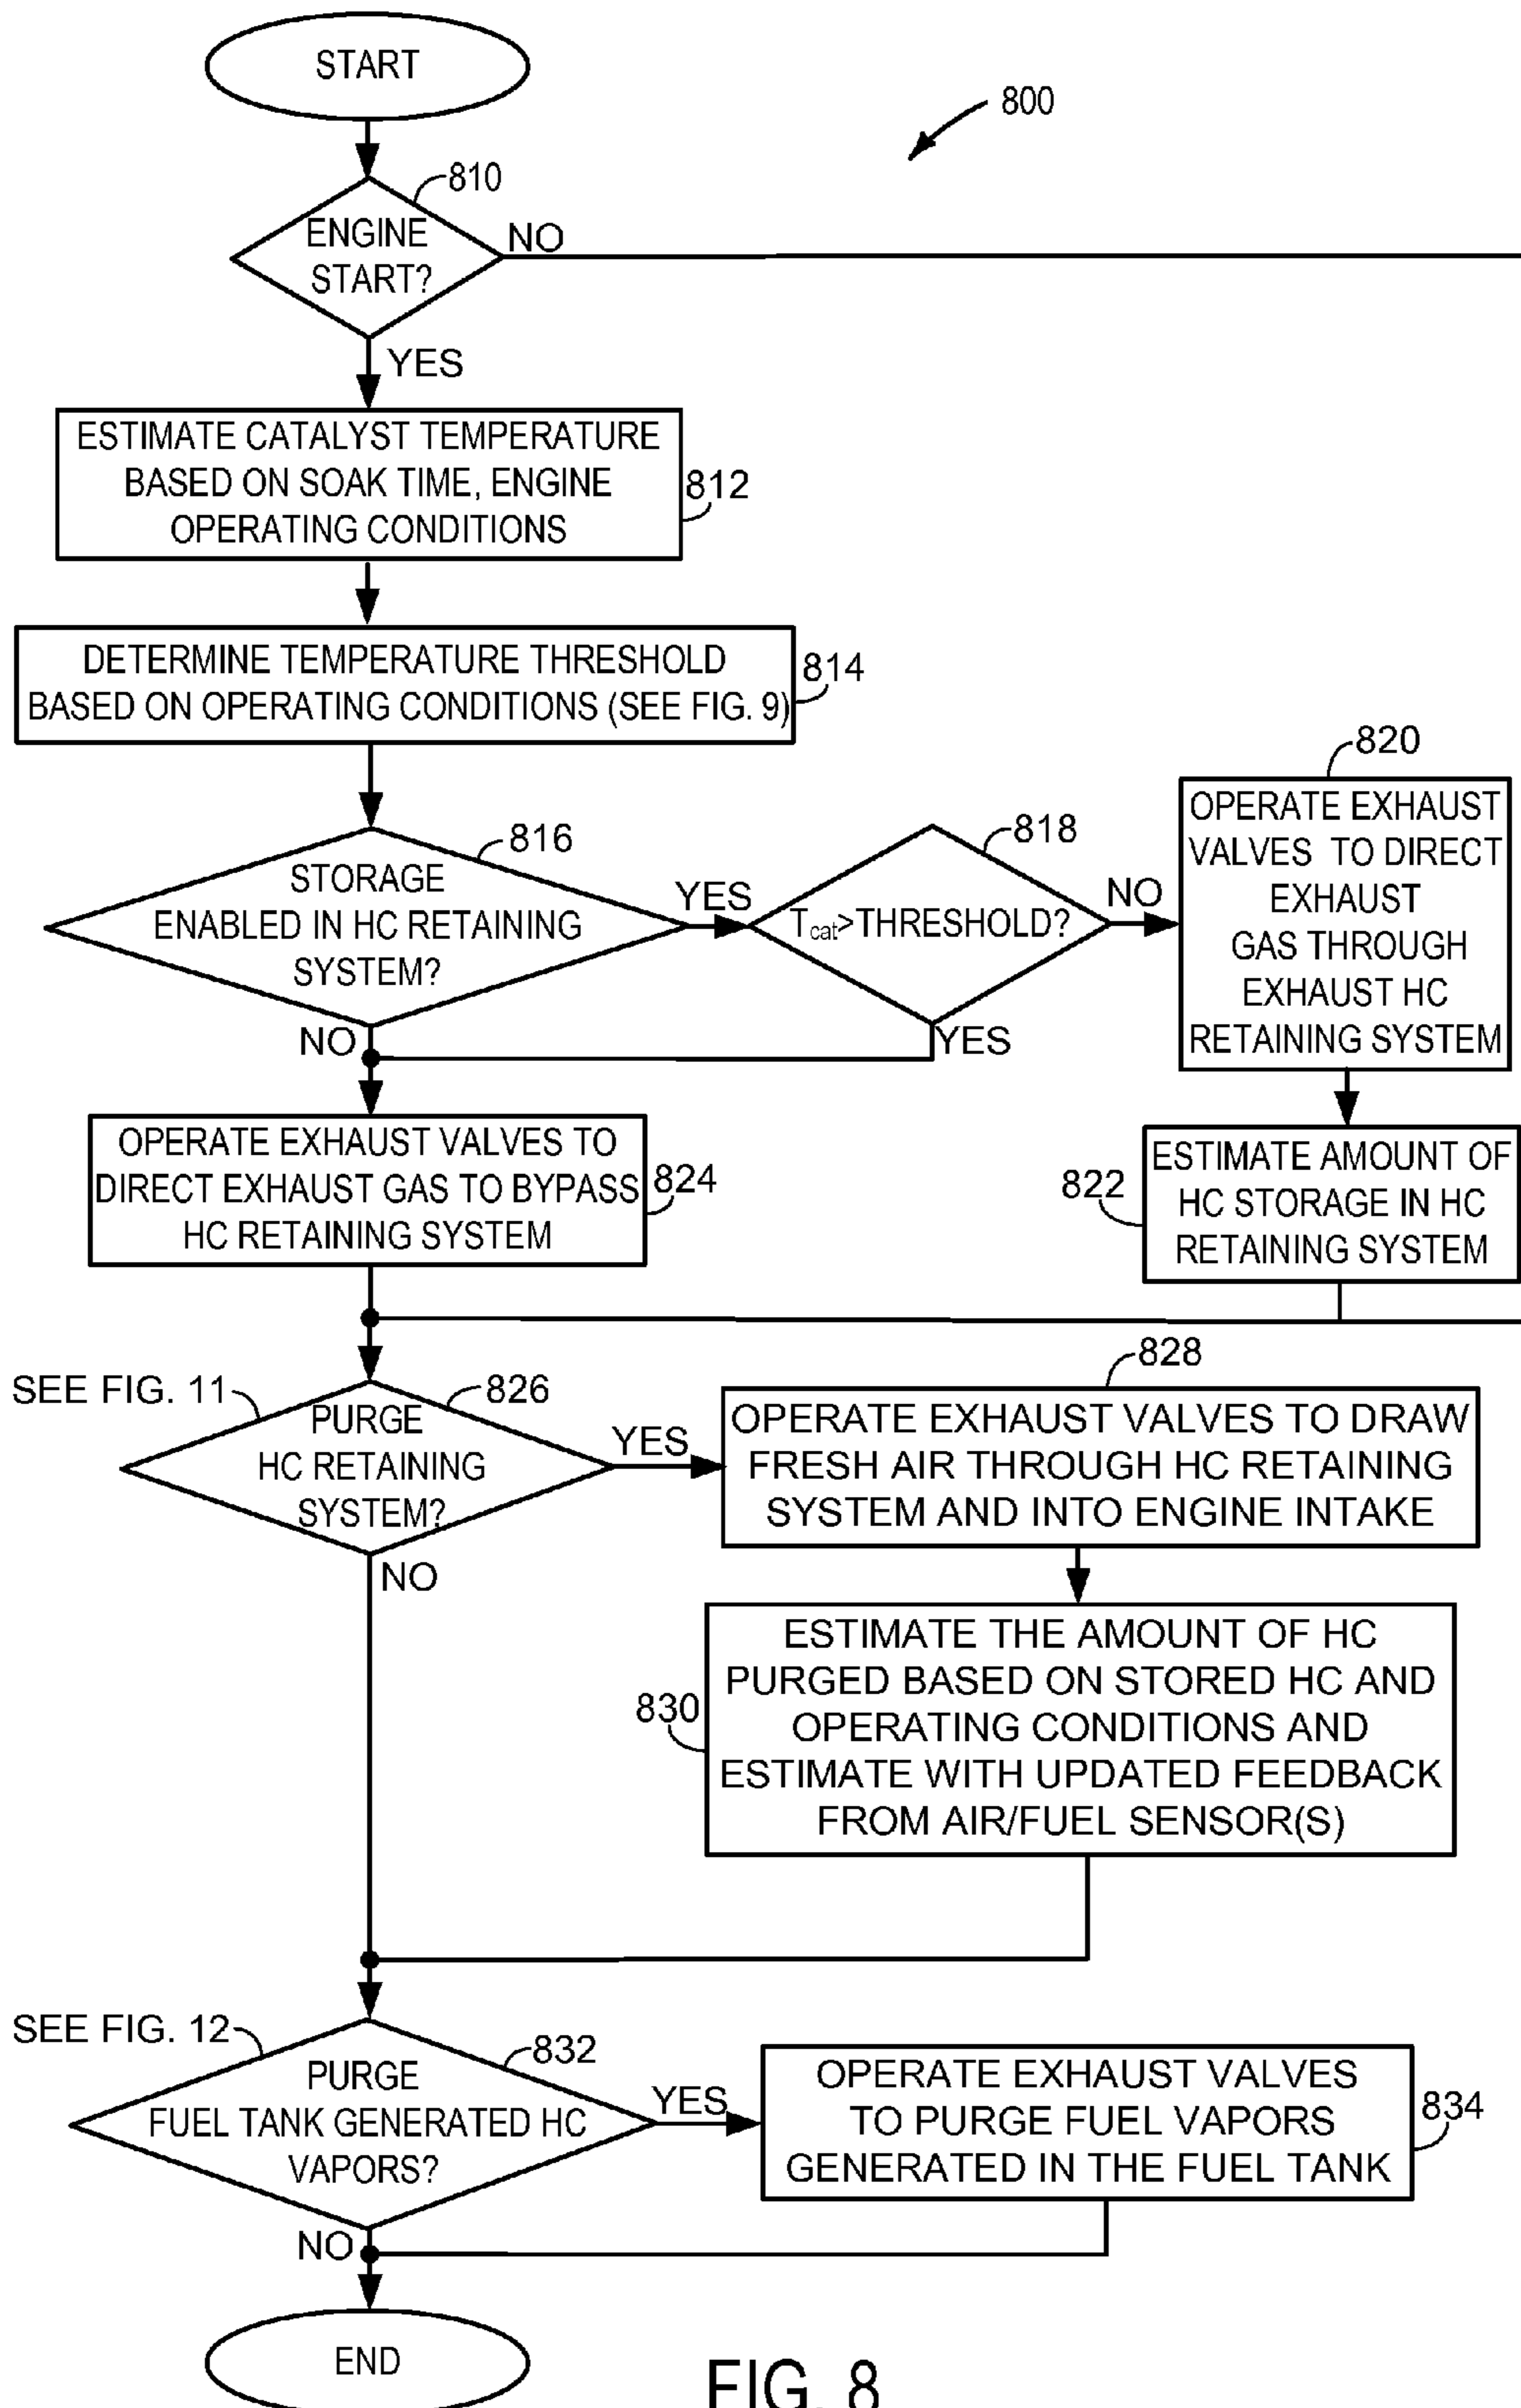 START
800
810
ENGINE
START?
NO
YES
ESTIMATE CATALYST TEMPERATURE
BASED ON SOAK TIME, ENGINE
OPERATING CONDITIONS
812
DETERMINE TEMPERATURE THRESHOLD
BASED ON OPERATING CONDITIONS (SEE FIG. 9)
814
816
STORAGE
ENABLED IN HC RETAINING
SYSTEM?
YES
NO
818
Tcat>THRESHOLD?
NO
YES
820
OPERATE EXHAUST
VALVES TO DIRECT
EXHAUST
GAS THROUGH
EXHAUST HC
RETAINING SYSTEM
822
ESTIMATE AMOUNT OF
HC STORAGE IN HC
RETAINING SYSTEM
OPERATE EXHAUST VALVES TO
DIRECT EXHAUST GAS TO BYPASS
HC RETAINING SYSTEM
824
SEE FIG. 11
826
PURGE
HC RETAINING
SYSTEM?
YES
NO
828
OPERATE EXHAUST VALVES TO DRAW
FRESH AIR THROUGH HC RETAINING
SYSTEM AND INTO ENGINE INTAKE
830
ESTIMATE THE AMOUNT OF HC
PURGED BASED ON STORED HC AND
OPERATING CONDITIONS AND
ESTIMATE WITH UPDATED FEEDBACK
FROM AIR/FUEL SENSOR(S)
SEE FIG. 12
832
PURGE
FUEL TANK GENERATED HC
VAPORS?
YES
NO
OPERATE EXHAUST VALVES
TO PURGE FUEL VAPORS
GENERATED IN THE FUEL TANK
834
END
FIG. 8